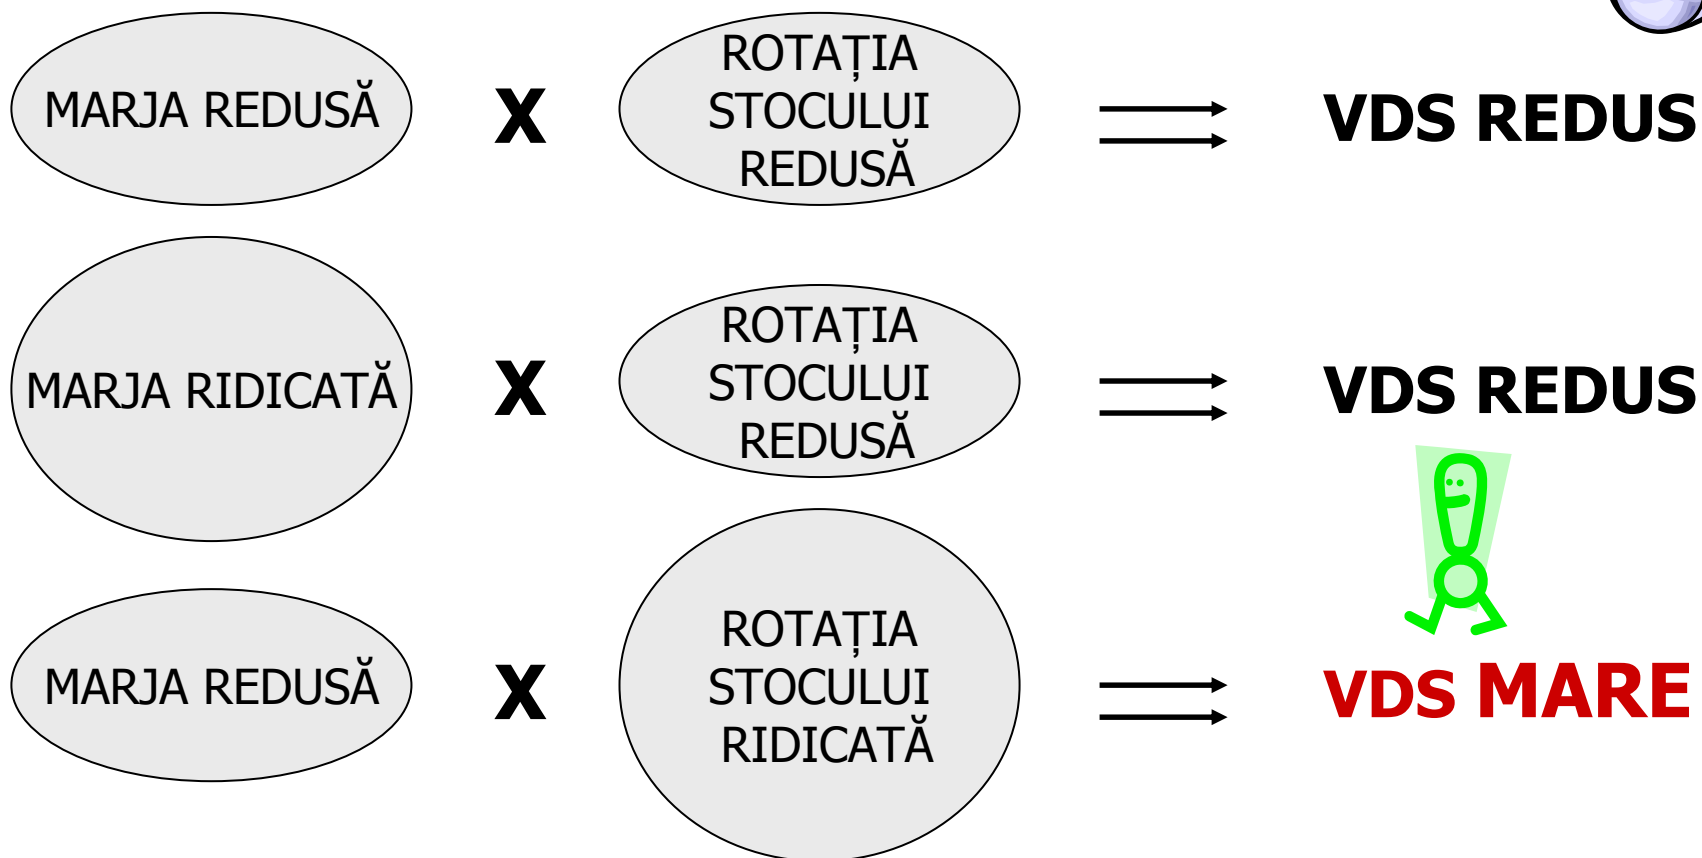 MARJA REDUSĂ
X
ROTAȚIA
STOCULUI
REDUSĂ
VDS REDUS
MARJA RIDICATĂ
X
ROTAȚIA
STOCULUI
REDUSĂ
VDS REDUS
MARJA REDUSĂ
X
ROTAȚIA
STOCULUI
RIDICATĂ
VDS MARE